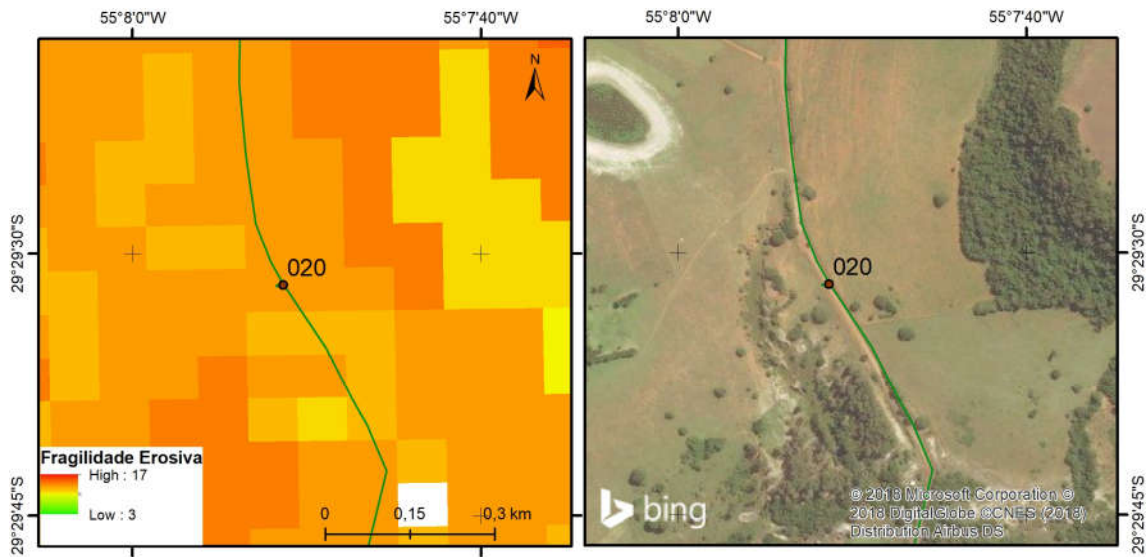 55°8'0"W
55°7'40"W
55°8'0"W
55°7'40"W
29°29'30"S
29°29'45"S
N
020
Fragilidade Erosiva
High : 17
Low : 3
0
0,15
0,3 km
020
bing
© 2018 Microsoft Corporation ©
2018 DigitalGlobe ©CNES (2018)
Distribution Airbus DS
29°29'30"S
29°29'45"S